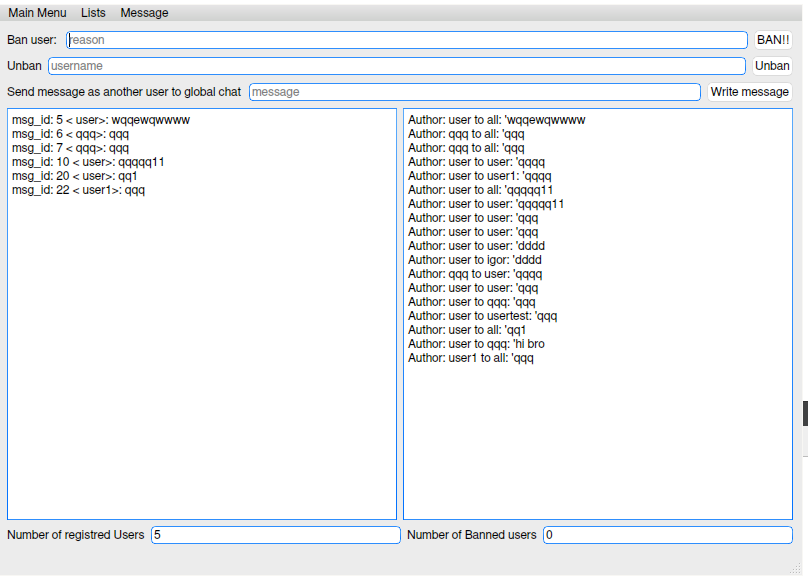 Main Menu Lists Message
Ban user: reason BAN!!
Unban username Unban
Send message as another user to global chat message Write message
msg_id: 5 < user>: wqqewqwwww
msg_id: 6 < qqq>: qqq
msg_id: 7 < qqq>: qqq
msg_id: 10 < user>: qqqqq11
msg_id: 20 < user>: qq1
msg_id: 22 < user1>: qqq
Author: user to all: 'wqqewqwwww
Author: qqq to all: 'qqq
Author: qqq to all: 'qqq
Author: user to user: 'qqqq
Author: user to user1: 'qqqq
Author: user to all: 'qqqqq11
Author: user to user: 'qqqqq11
Author: user to user: 'qqq
Author: user to user: 'qqq
Author: user to user: 'dddd
Author: user to igor: 'dddd
Author: qqq to user: 'qqqq
Author: user to user: 'qqq
Author: user to qqq: 'qqq
Author: user to usertest: 'qqq
Author: user to all: 'qq1
Author: user to qqq: 'hi bro
Author: user1 to all: 'qqq
Number of registred Users 5 Number of Banned users 0